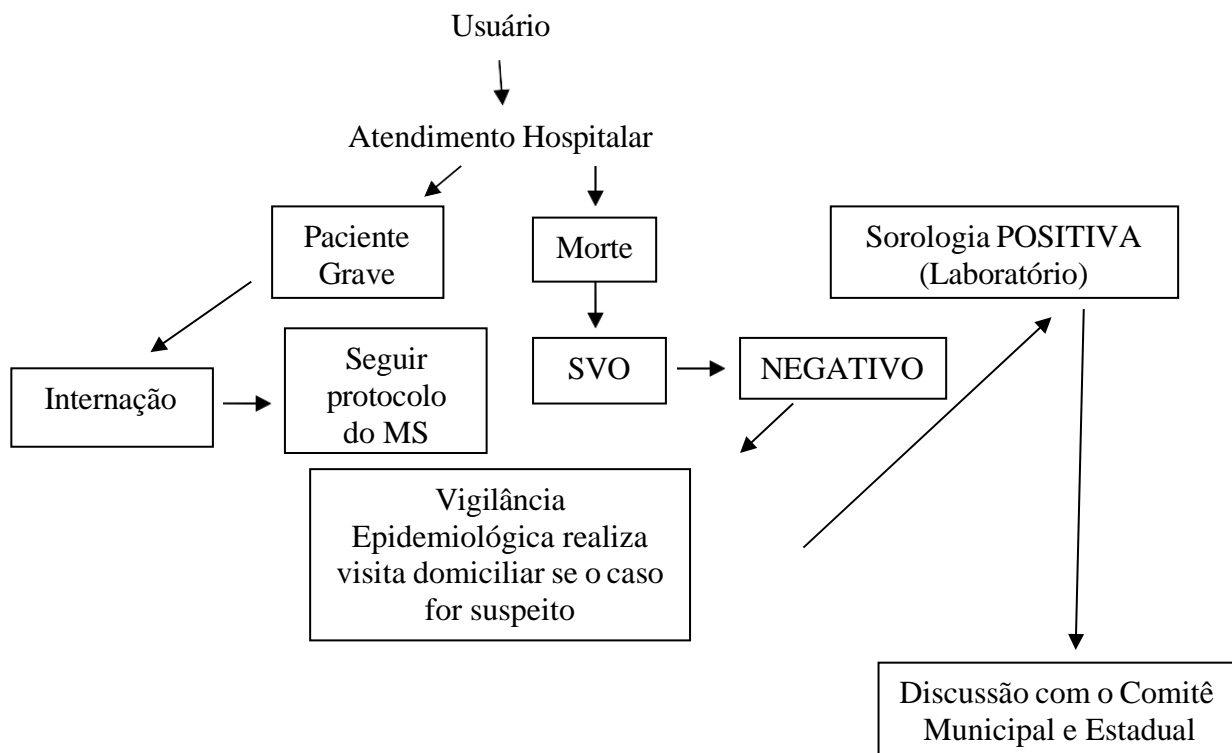 Usuário
Atendimento Hospitalar
Paciente
Grave
Morte
Sorologia POSITIVA
(Laboratório)
Internação
Seguir
protocolo
do MS
SVO
NEGATIVO
Vigilância
Epidemiológica realiza
visita domiciliar se o caso
for suspeito
Discussão com o Comitê
Municipal e Estadual